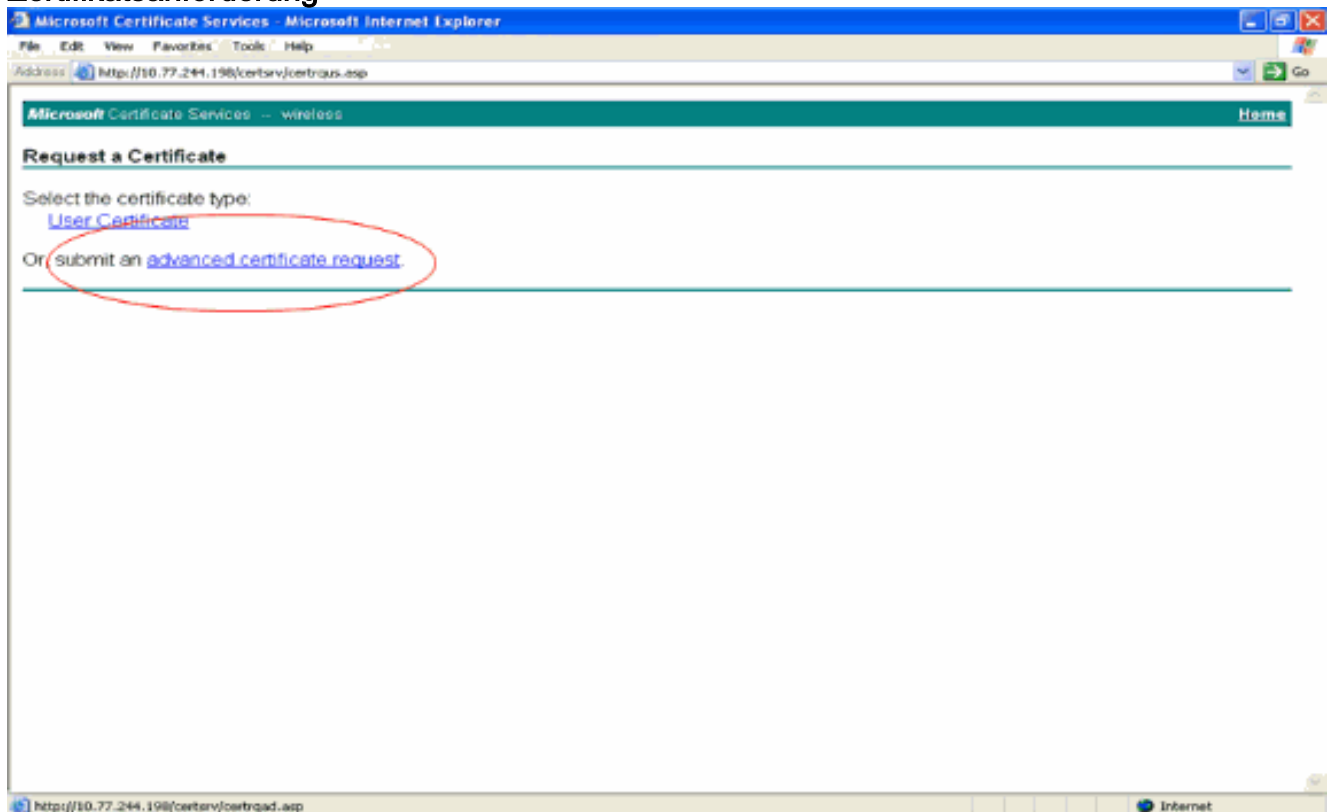 Zertifikatsanforderung
Microsoft Certificate Services - Microsoft Internet Explorer
File Edit View Favorites Tools Help
Address http://10.77.244.198/certsrv/certrqus.asp Go
Microsoft Certificate Services -- wireless Home
Request a Certificate
Select the certificate type:
User Certificate
Or, submit an advanced certificate request.
http://10.77.244.198/certsrv/certrqad.asp Internet